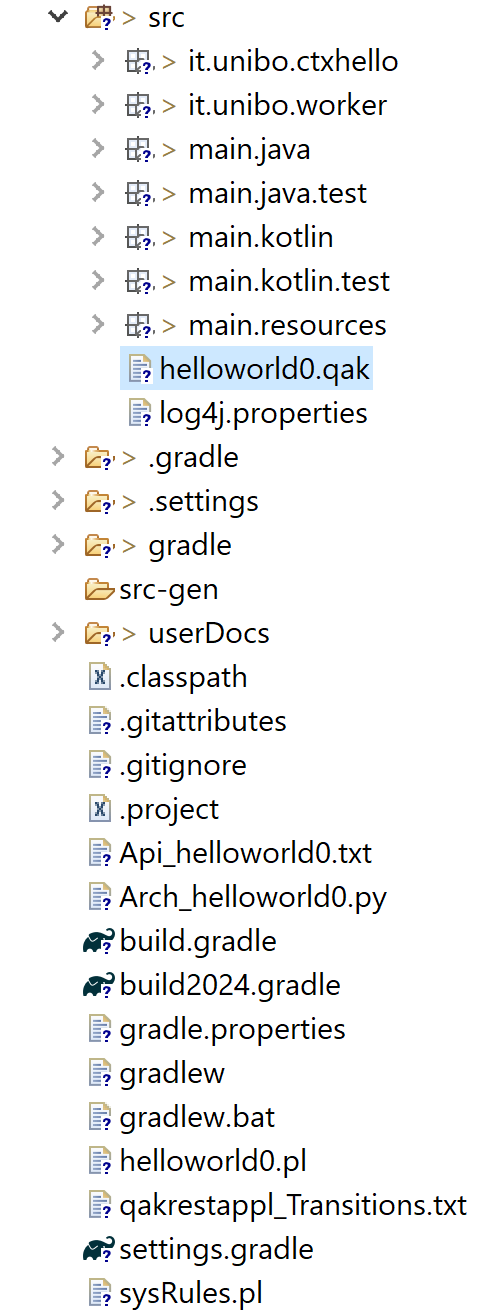 > src
> it.unibo.ctxhello
> it.unibo.worker
> main.java
> main.java.test
> main.kotlin
> main.kotlin.test
> main.resources
helloworld0.qak
log4j.properties
> .gradle
> .settings
> gradle
src-gen
> userDocs
.classpath
.gitattributes
.gitignore
.project
Api_helloworld0.txt
Arch_helloworld0.py
build.gradle
build2024.gradle
gradle.properties
gradlew
gradlew.bat
helloworld0.pl
qakrestappl_Transitions.txt
settings.gradle
sysRules.pl